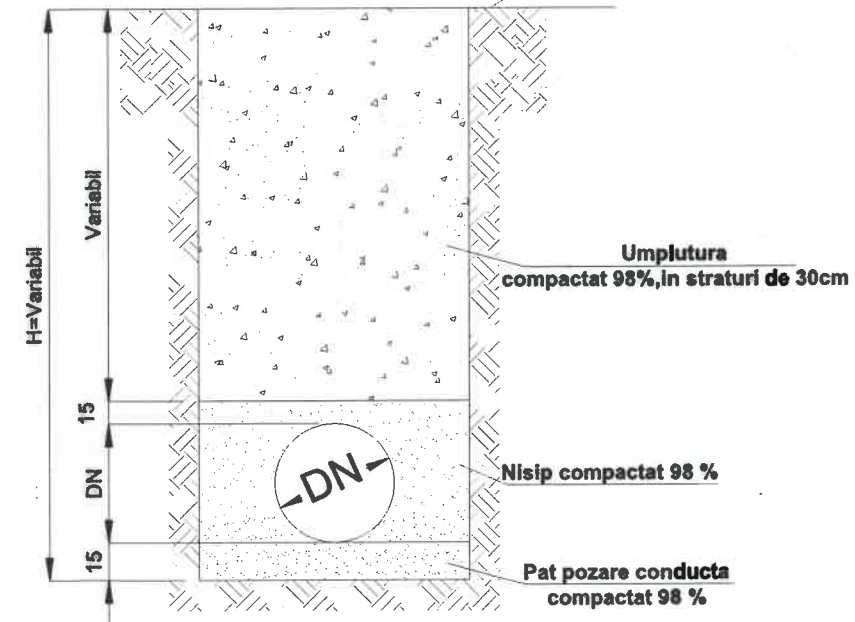 H=Variabil
Variabil
15
DN
15
DN
Umplutura
compactat 98%,in straturi de 30cm
Nisip compactat 98 %
Pat pozare conducta
compactat 98 %